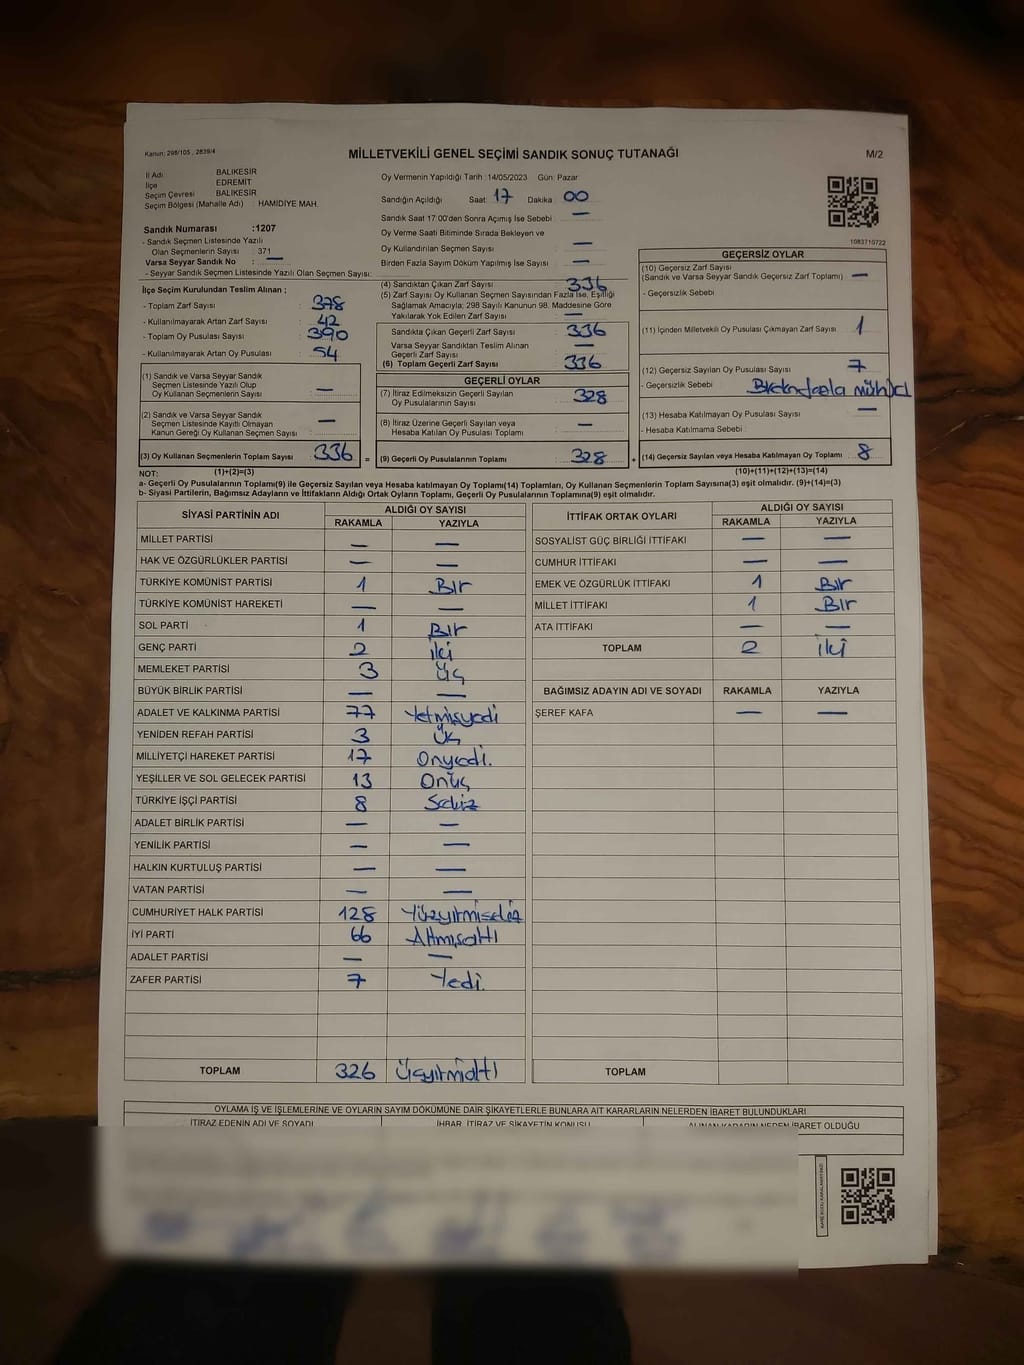 Kanun: 298/105 , 2839/4
MİLLETVEKİLİ GENEL SEÇİMİ SANDIK SONUÇ TUTANAĞI
M/2
İl Adı BALIKESİR
İlçe EDREMİT
Seçim Çevresi BALIKESİR
Seçim Bölgesi (Mahalle Adı) : HAMİDİYE MAH.
Sandık Numarası :1207
- Sandık Seçmen Listesinde Yazılı
Olan Seçmenlerin Sayısı : 371
Varsa Seyyar Sandık No : —
- Seyyar Sandık Seçmen Listesinde Yazılı Olan Seçmen Sayısı:
Oy Vermenin Yapıldığı Tarih :14/05/2023 Gün: Pazar
Sandığın Açıldığı Saat: 17 Dakika: 00
Sandık Saat 17:00'den Sonra Açımış İse Sebebi : —
Oy Verme Saati Bitiminde Sırada Bekleyen ve
Oy Kullandırılan Seçmen Sayısı : —
Birden Fazla Sayım Döküm Yapılmış İse Sayısı : —
1083710722
İlçe Seçim Kurulundan Teslim Alınan ;
- Toplam Zarf Sayısı : 378
- Kullanılmayarak Artan Zarf Sayısı : 42
- Toplam Oy Pusulası Sayısı : 390
- Kullanılmayarak Artan Oy Pusulası : 54
(1) Sandık ve Varsa Seyyar Sandık
Seçmen Listesinde Yazılı Olup
Oy Kullanan Seçmenlerin Sayısı : —
(2) Sandık ve Varsa Seyyar Sandık
Seçmen Listesinde Kayıtlı Olmayan
Kanun Gereği Oy Kullanan Seçmen Sayısı : —
(3) Oy Kullanan Seçmenlerin Toplam Sayısı : 336
(4) Sandıktan Çıkan Zarf Sayısı : 336
(5) Zarf Sayısı Oy Kullanan Seçmen Sayısından Fazla İse, Eşitliği
Sağlamak Amacıyla; 298 Sayılı Kanunun 98. Maddesine Göre
Yakılarak Yok Edilen Zarf Sayısı : —
Sandıkta Çıkan Geçerli Zarf Sayısı : 336
Varsa Seyyar Sandıktan Teslim Alınan
Geçerli Zarf Sayısı : —
(6) Toplam Geçerli Zarf Sayısı : 336
GEÇERLİ OYLAR
(7) İtiraz Edilmeksizin Geçerli Sayılan
Oy Pusulalarının Sayısı : 328
(8) İtiraz Üzerine Geçerli Sayılan veya
Hesaba Katılan Oy Pusulası Toplamı : —
(9) Geçerli Oy Pusulalarının Toplamı : 328
GEÇERSİZ OYLAR
(10) Geçersiz Zarf Sayısı
(Sandık ve Varsa Seyyar Sandık Geçersiz Zarf Toplamı) : —
- Geçersizlik Sebebi :
(11) İçinden Milletvekili Oy Pusulası Çıkmayan Zarf Sayısı : 1
(12) Geçersiz Sayılan Oy Pusulası Sayısı : 7
- Geçersizlik Sebebi :
(13) Hesaba Katılmayan Oy Pusulası Sayısı : —
- Hesaba Katılmama Sebebi :
(14) Geçersiz Sayılan veya Hesaba Katılmayan Oy Toplamı : 8
NOT: (1)+(2)=(3) (10)+(11)+(12)+(13)=(14)
a- Geçerli Oy Pusulalarının Toplamı(9) ile Geçersiz Sayılan veya Hesaba katılmayan Oy Toplamı(14) Toplamları, Oy Kullanan Seçmenlerin Toplam Sayısına(3) eşit olmalıdır. (9)+(14)=(3)
b- Siyasi Partilerin, Bağımsız Adayların ve İttifakların Aldığı Ortak Oyların Toplamı, Geçerli Oy Pusulalarının Toplamına(9) eşit olmalıdır.
SİYASİ PARTİNİN ADI ALDIĞI OY SAYISI
RAKAMLA YAZIYLA
MİLLET PARTİSİ — —
HAK VE ÖZGÜRLÜKLER PARTİSİ — —
TÜRKİYE KOMÜNİST PARTİSİ 1 Bir
TÜRKİYE KOMÜNİST HAREKETİ — —
SOL PARTİ 1 Bir
GENÇ PARTİ 2 iki
MEMLEKET PARTİSİ 3 Üç
BÜYÜK BİRLİK PARTİSİ — —
ADALET VE KALKINMA PARTİSİ 77 Yetmişyedi
YENİDEN REFAH PARTİSİ 3 Üç
MİLLİYETÇİ HAREKET PARTİSİ 17 Onyedi.
YEŞİLLER VE SOL GELECEK PARTİSİ 13 Onüç
TÜRKİYE İŞÇİ PARTİSİ 8 Sekiz
ADALET BİRLİK PARTİSİ — —
YENİLİK PARTİSİ — —
HALKIN KURTULUŞ PARTİSİ — —
VATAN PARTİSİ — —
CUMHURİYET HALK PARTİSİ 128 Yüzyirmisekiz
İYİ PARTİ 66 Altmışaltı
ADALET PARTİSİ — —
ZAFER PARTİSİ 7 Yedi.
TOPLAM 326 Üçyüzyirmialtı
İTTİFAK ORTAK OYLARI ALDIĞI OY SAYISI
RAKAMLA YAZIYLA
SOSYALİST GÜÇ BİRLİĞİ İTTİFAKI — —
CUMHUR İTTİFAKI — —
EMEK VE ÖZGÜRLÜK İTTİFAKI 1 Bir
MİLLET İTTİFAKI 1 Bir
ATA İTTİFAKI — —
TOPLAM 2 iki
BAĞIMSIZ ADAYIN ADI VE SOYADI RAKAMLA YAZIYLA
ŞEREF KAFA — —
TOPLAM
OYLAMA İŞ VE İŞLEMLERİNE VE OYLARIN SAYIM DÖKÜMÜNE DAİR ŞİKAYETLERLE BUNLARA AİT KARARLARIN NELERDEN İBARET BULUNDUKLARI
İTİRAZ EDENİN ADI VE SOYADI İHBAR, İTİRAZ VE ŞİKAYETİN KONUSU ALINAN KARARIN NEDEN İBARET OLDUĞU